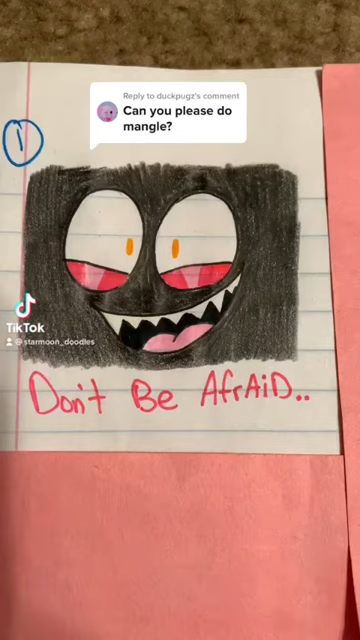 Reply to duckpugz's comment
Can you please do
mangle?
1
TikTok
@starmoon_doodles
Don't Be AfrAiD..